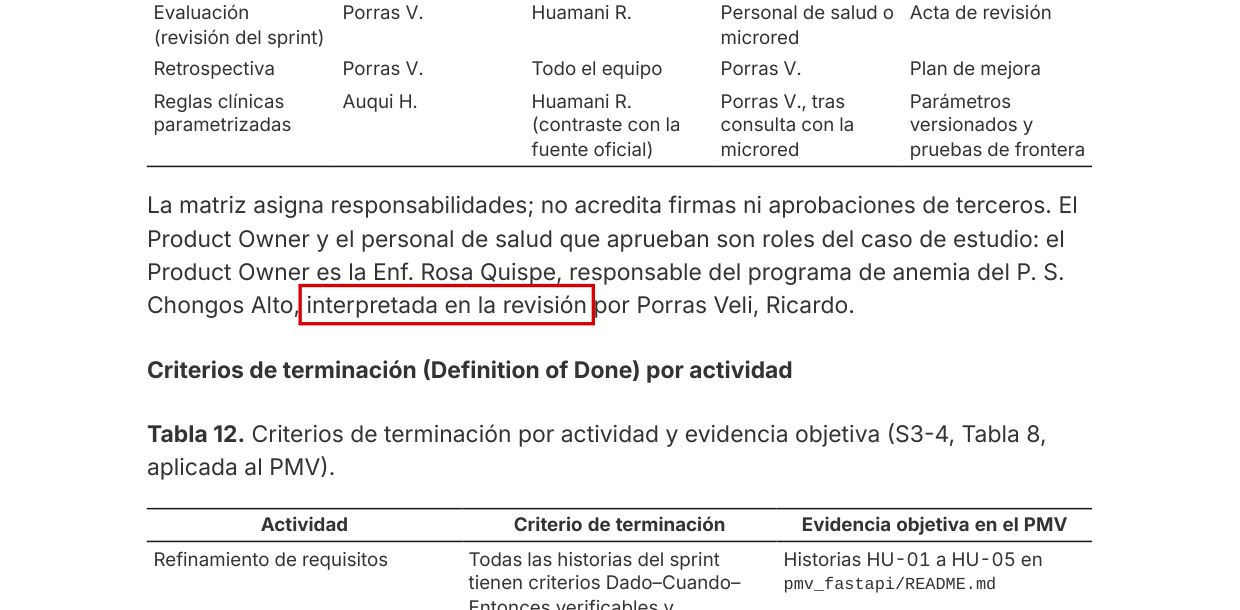 Evaluación (revisión del sprint) Porras V. Huamani R. Personal de salud o microred Acta de revisión
Retrospectiva Porras V. Todo el equipo Porras V. Plan de mejora
Reglas clínicas parametrizadas Auqui H. Huamani R. (contraste con la fuente oficial) Porras V., tras consulta con la microred Parámetros versionados y pruebas de frontera
La matriz asigna responsabilidades; no acredita firmas ni aprobaciones de terceros. El
Product Owner y el personal de salud que aprueban son roles del caso de estudio: el
Product Owner es la Enf. Rosa Quispe, responsable del programa de anemia del P. S.
Chongos Alto, interpretada en la revisión por Porras Veli, Ricardo.
Criterios de terminación (Definition of Done) por actividad
Tabla 12. Criterios de terminación por actividad y evidencia objetiva (S3-4, Tabla 8,
aplicada al PMV).
Actividad Criterio de terminación Evidencia objetiva en el PMV
Refinamiento de requisitos Todas las historias del sprint tienen criterios Dado–Cuando–Entonces verificables y Historias HU-01 a HU-05 en pmv_fastapi/README.md